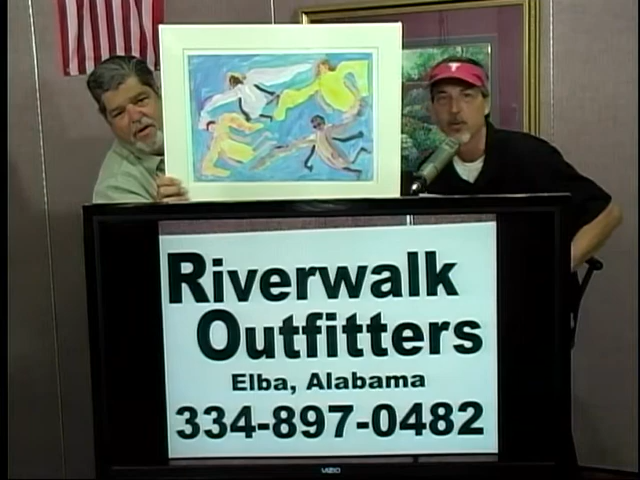 Riverwalk
Outfitters
Elba, Alabama
334-897-0482
VIZIO